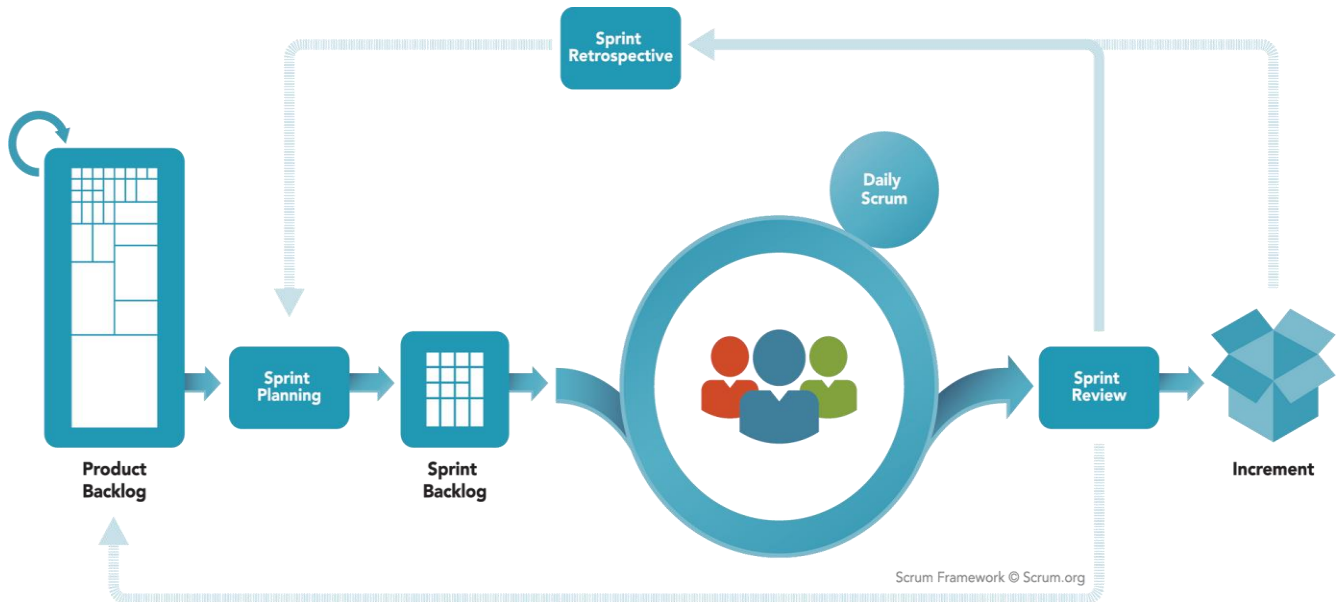 Sprint
Retrospective
Daily
Scrum
Sprint
Planning
Sprint
Review
Product
Backlog
Sprint
Backlog
Increment
Scrum Framework © Scrum.org